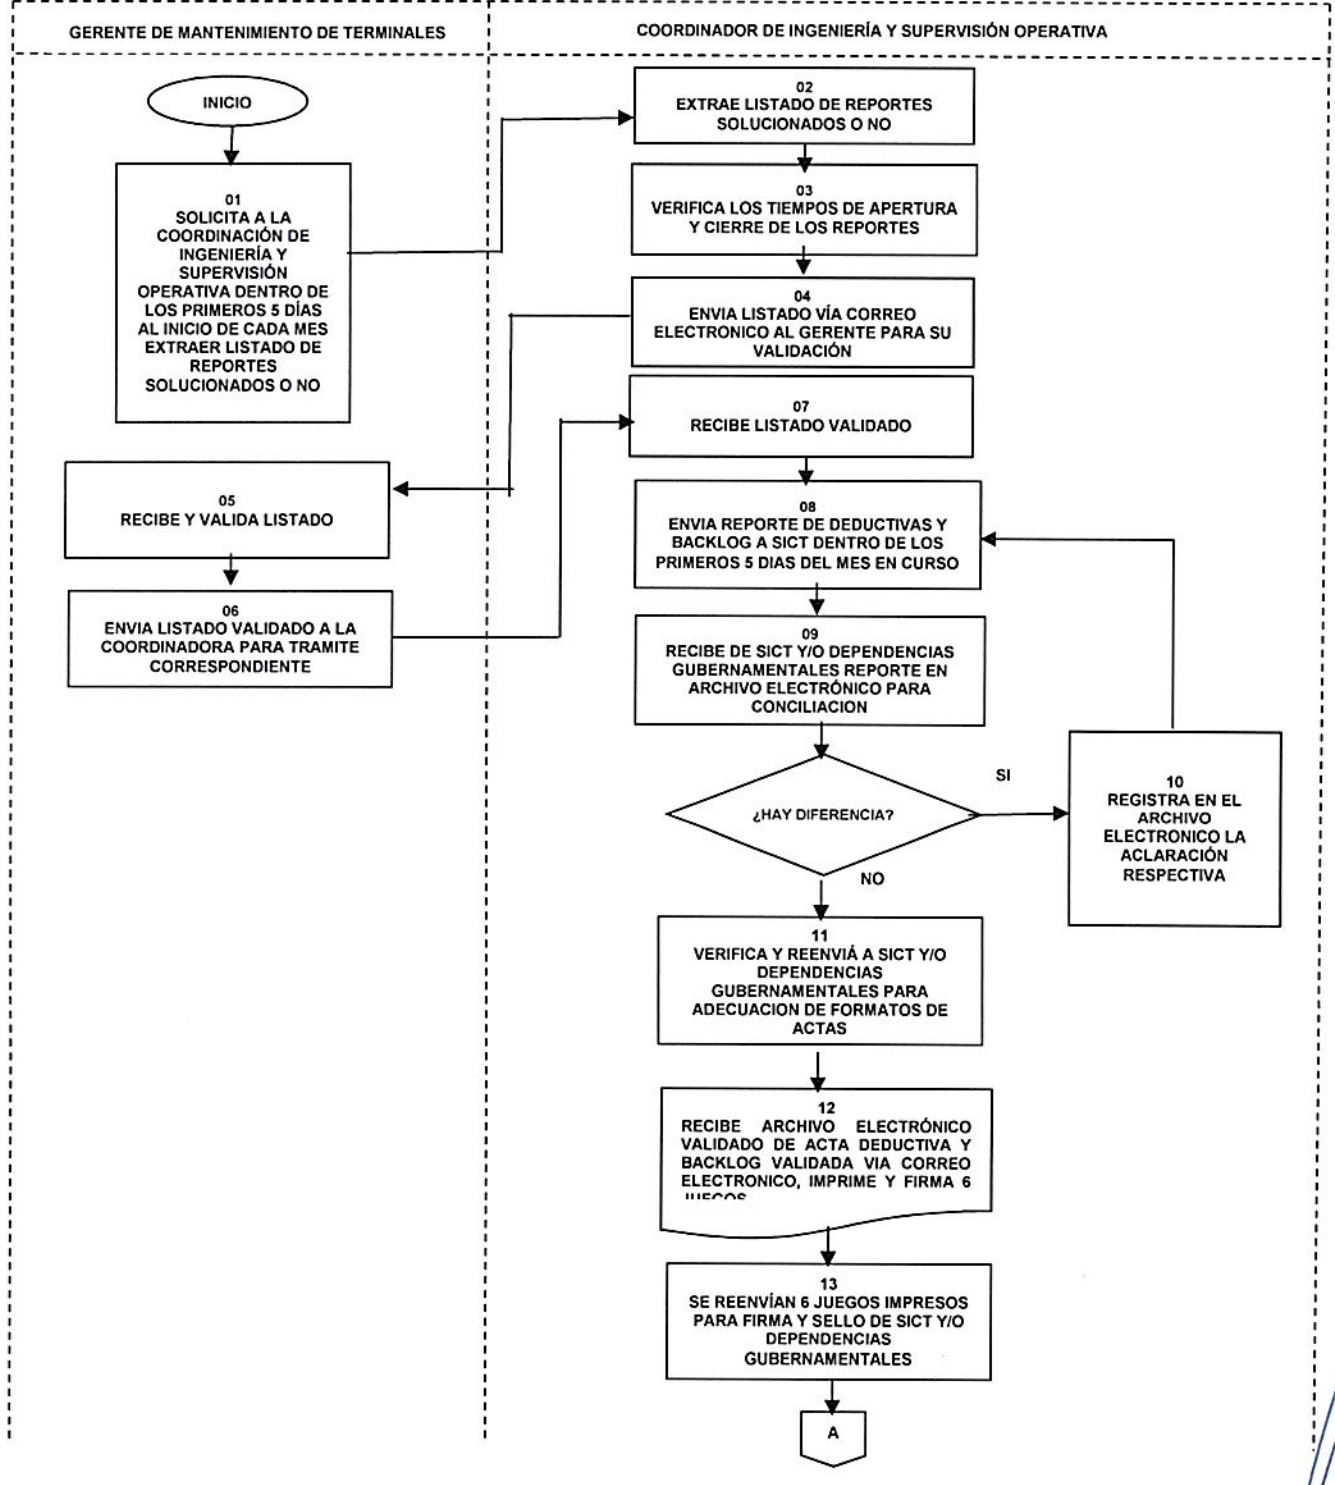 GERENTE DE MANTENIMIENTO DE TERMINALES
COORDINADOR DE INGENIERÍA Y SUPERVISIÓN OPERATIVA
INICIO
01
SOLICITA A LA
COORDINACIÓN DE
INGENIERÍA Y
SUPERVISIÓN
OPERATIVA DENTRO DE
LOS PRIMEROS 5 DÍAS
AL INICIO DE CADA MES
EXTRAER LISTADO DE
REPORTES
SOLUCIONADOS O NO
02
EXTRAE LISTADO DE REPORTES
SOLUCIONADOS O NO
03
VERIFICA LOS TIEMPOS DE APERTURA
Y CIERRE DE LOS REPORTES
04
ENVIA LISTADO VÍA CORREO
ELECTRONICO AL GERENTE PARA SU
VALIDACIÓN
05
RECIBE Y VALIDA LISTADO
06
ENVIA LISTADO VALIDADO A LA
COORDINADORA PARA TRAMITE
CORRESPONDIENTE
07
RECIBE LISTADO VALIDADO
08
ENVIA REPORTE DE DEDUCTIVAS Y
BACKLOG A SICT DENTRO DE LOS
PRIMEROS 5 DIAS DEL MES EN CURSO
09
RECIBE DE SICT Y/O DEPENDENCIAS
GUBERNAMENTALES REPORTE EN
ARCHIVO ELECTRÓNICO PARA
CONCILIACION
¿HAY DIFERENCIA?
SI
10
REGISTRA EN EL
ARCHIVO
ELECTRONICO LA
ACLARACIÓN
RESPECTIVA
NO
11
VERIFICA Y REENVIÁ A SICT Y/O
DEPENDENCIAS
GUBERNAMENTALES PARA
ADECUACION DE FORMATOS DE
ACTAS
12
RECIBE ARCHIVO ELECTRÓNICO
VALIDADO DE ACTA DEDUCTIVA Y
BACKLOG VALIDADA VIA CORREO
ELECTRONICO, IMPRIME Y FIRMA 6
JUEGOS
13
SE REENVÍAN 6 JUEGOS IMPRESOS
PARA FIRMA Y SELLO DE SICT Y/O
DEPENDENCIAS
GUBERNAMENTALES
A